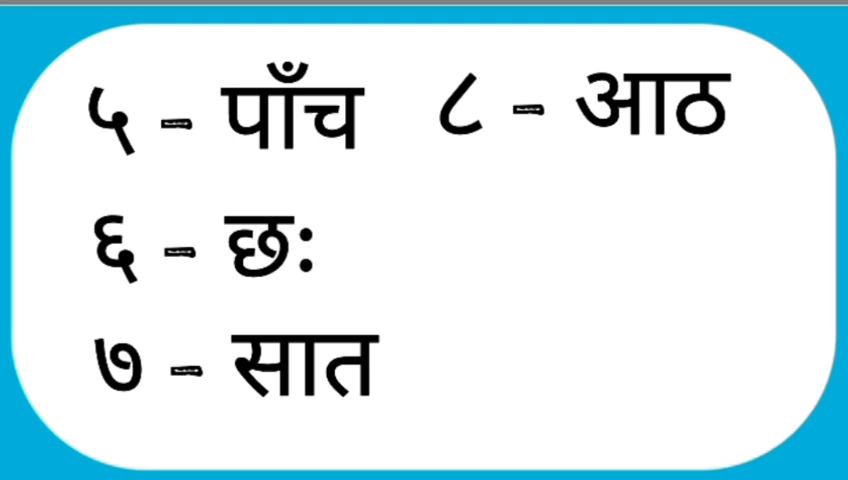 ५ - पाँच
६ - छः
७ - सात
८ - आठ